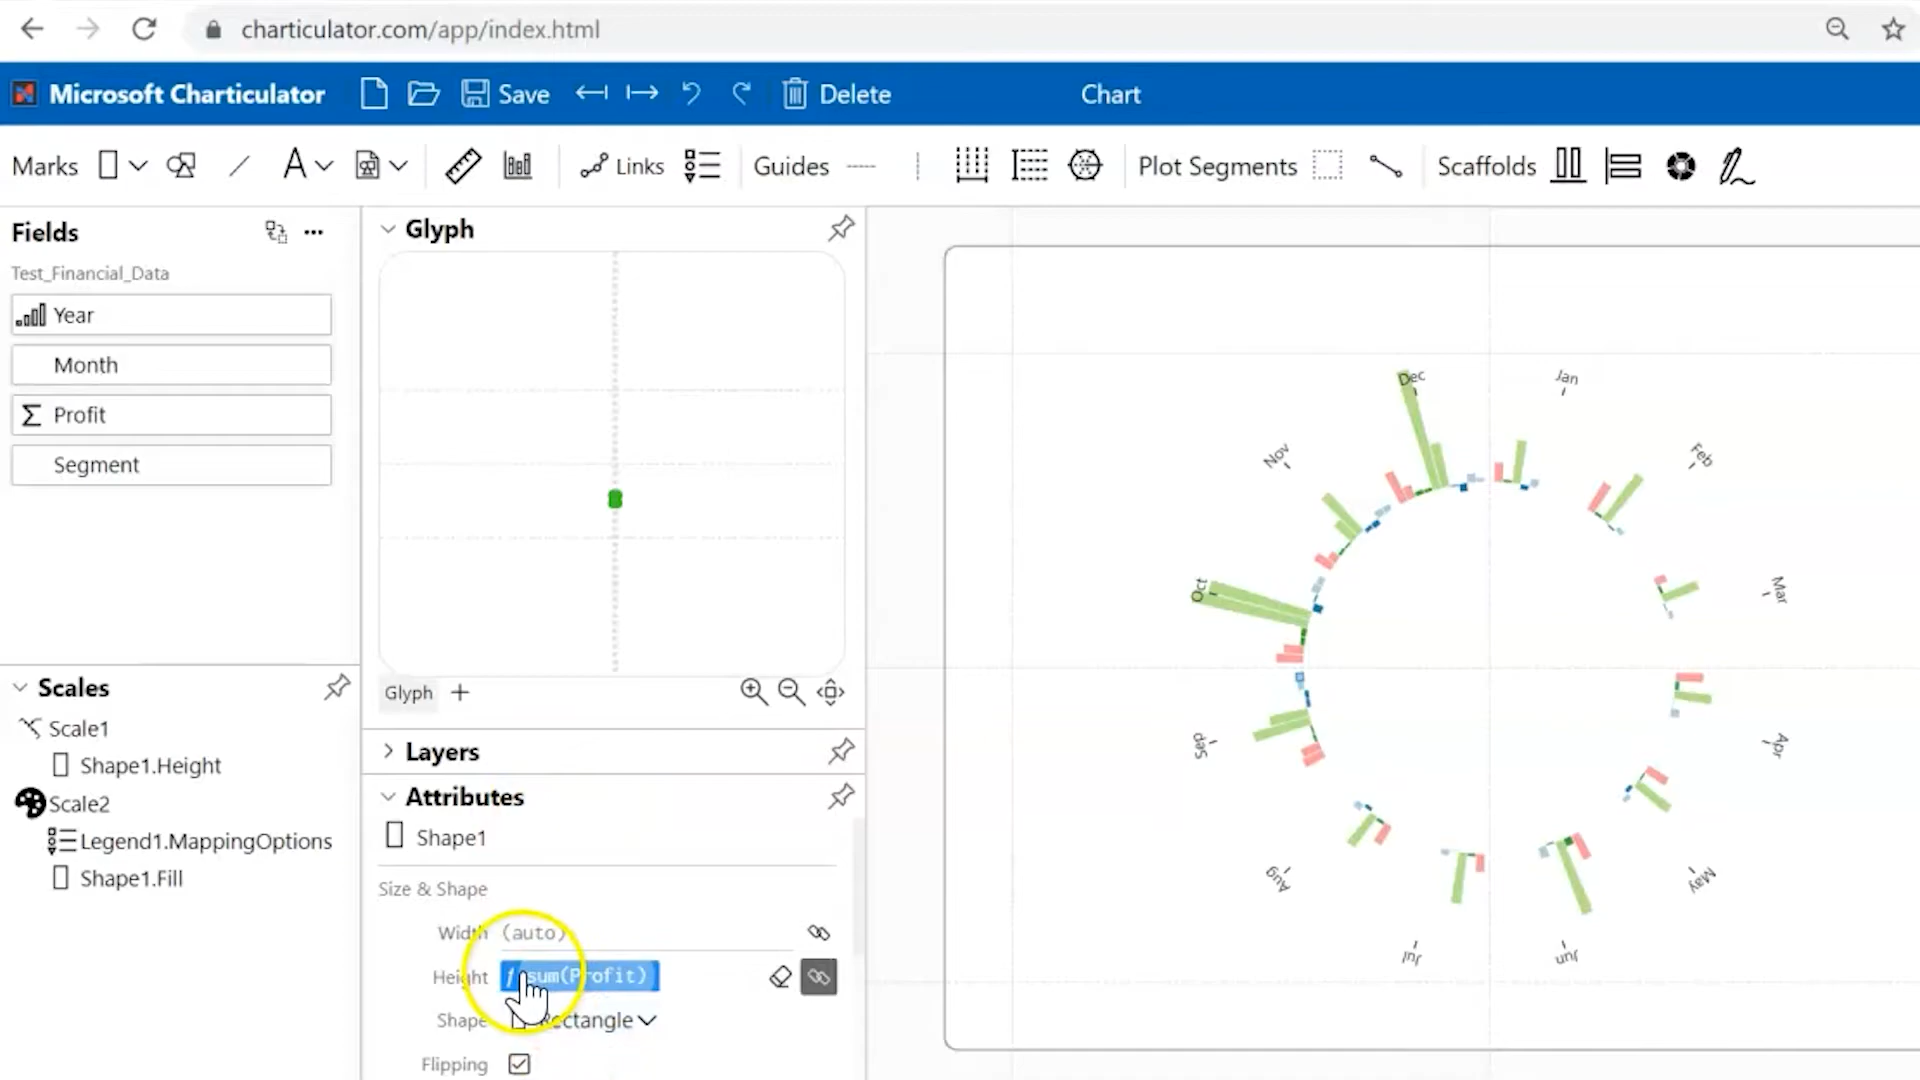 charticulator.com/app/index.html
Microsoft Charticulator Save Delete Chart
Marks A Links Guides Plot Segments Scaffolds
Fields
Test_Financial_Data
Year
Month
Σ Profit
Segment
Scales
Scale1
Shape1.Height
Scale2
Legend1.MappingOptions
Shape1.Fill
Glyph
Glyph +
Layers
Attributes
Shape1
Size & Shape
Width (auto)
Height f sum(Profit)
Shape Rectangle
Flipping
Dec
Jan
Nov
Feb
Oct
Mar
Sep
Apr
Aug
May
Jul
Jun